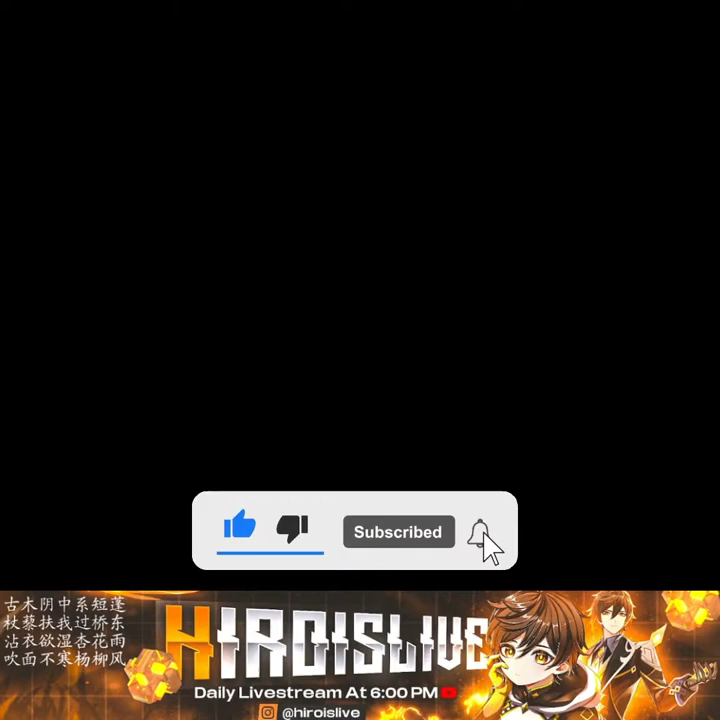 Subscribed
古木阴中系短蓬
杖藜扶我过桥东
沾衣欲湿杏花雨
吹面不寒杨柳风
HIROISLIVE
Daily Livestream At 6:00 PM
@hiroislive